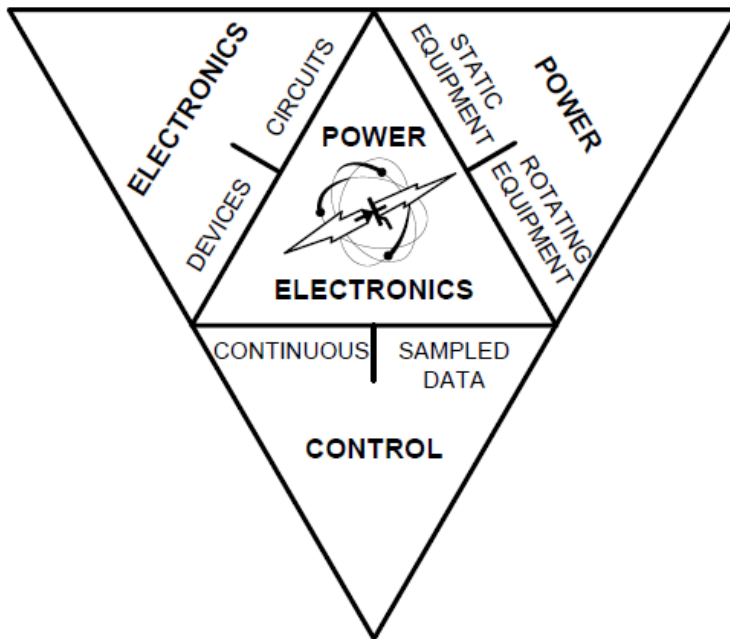 ELECTRONICS
CIRCUITS
DEVICES
STATIC
EQUIPMENT
POWER
ROTATING
EQUIPMENT
POWER
ELECTRONICS
CONTINUOUS
SAMPLED
DATA
CONTROL